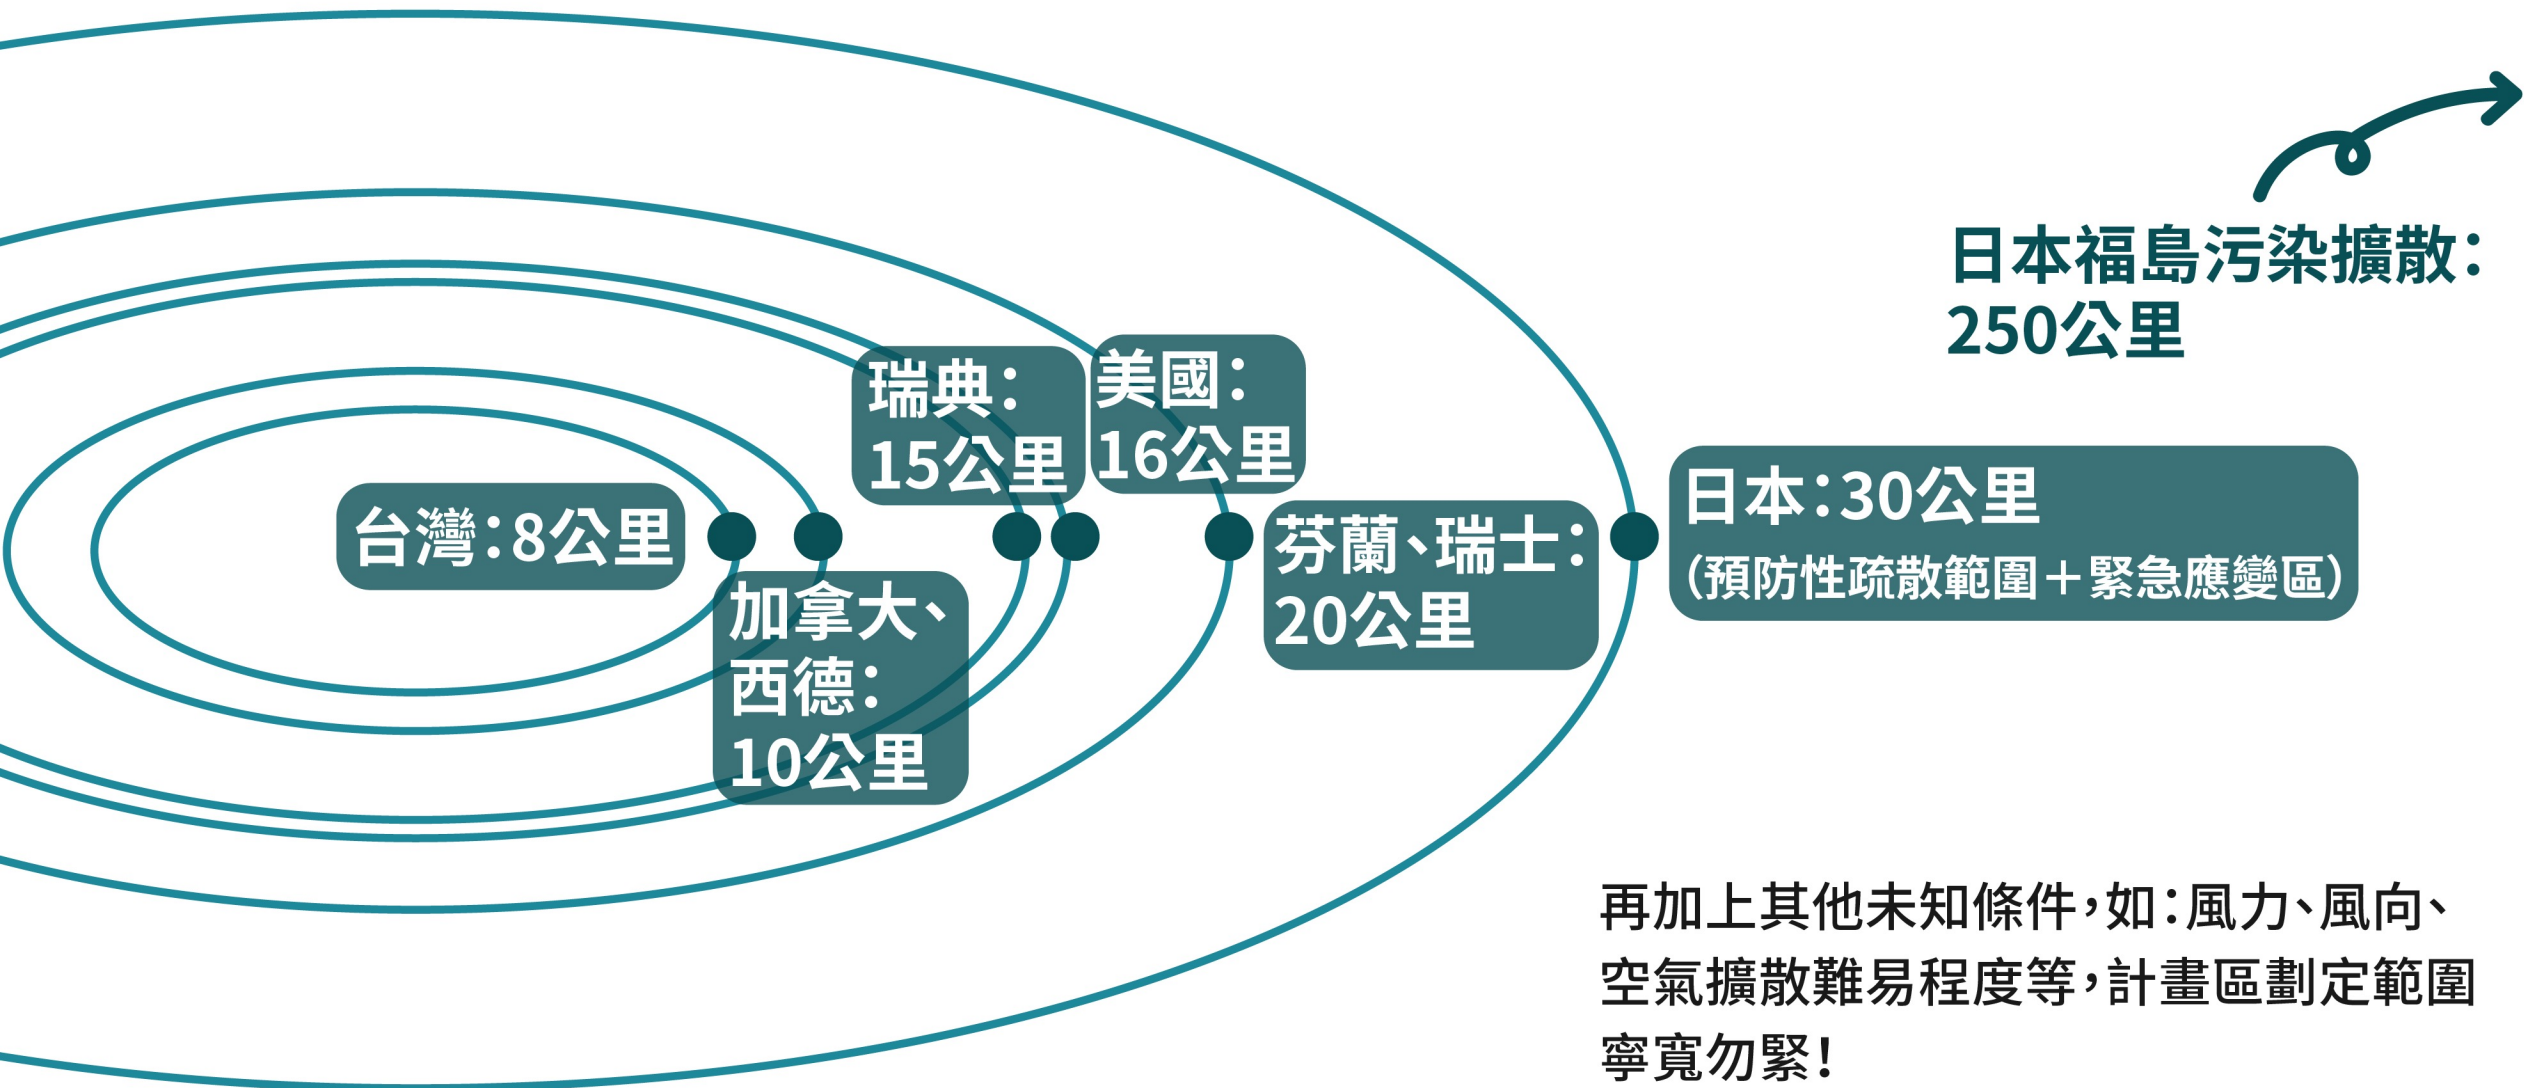 日本福島污染擴散：
250公里
瑞典：
15公里
美國：
16公里
台灣：8公里
加拿大、
西德：
10公里
芬蘭、瑞士：
20公里
日本：30公里
（預防性疏散範圍＋緊急應變區）
再加上其他未知條件，如：風力、風向、
空氣擴散難易程度等，計畫區劃定範圍
寧寬勿緊！